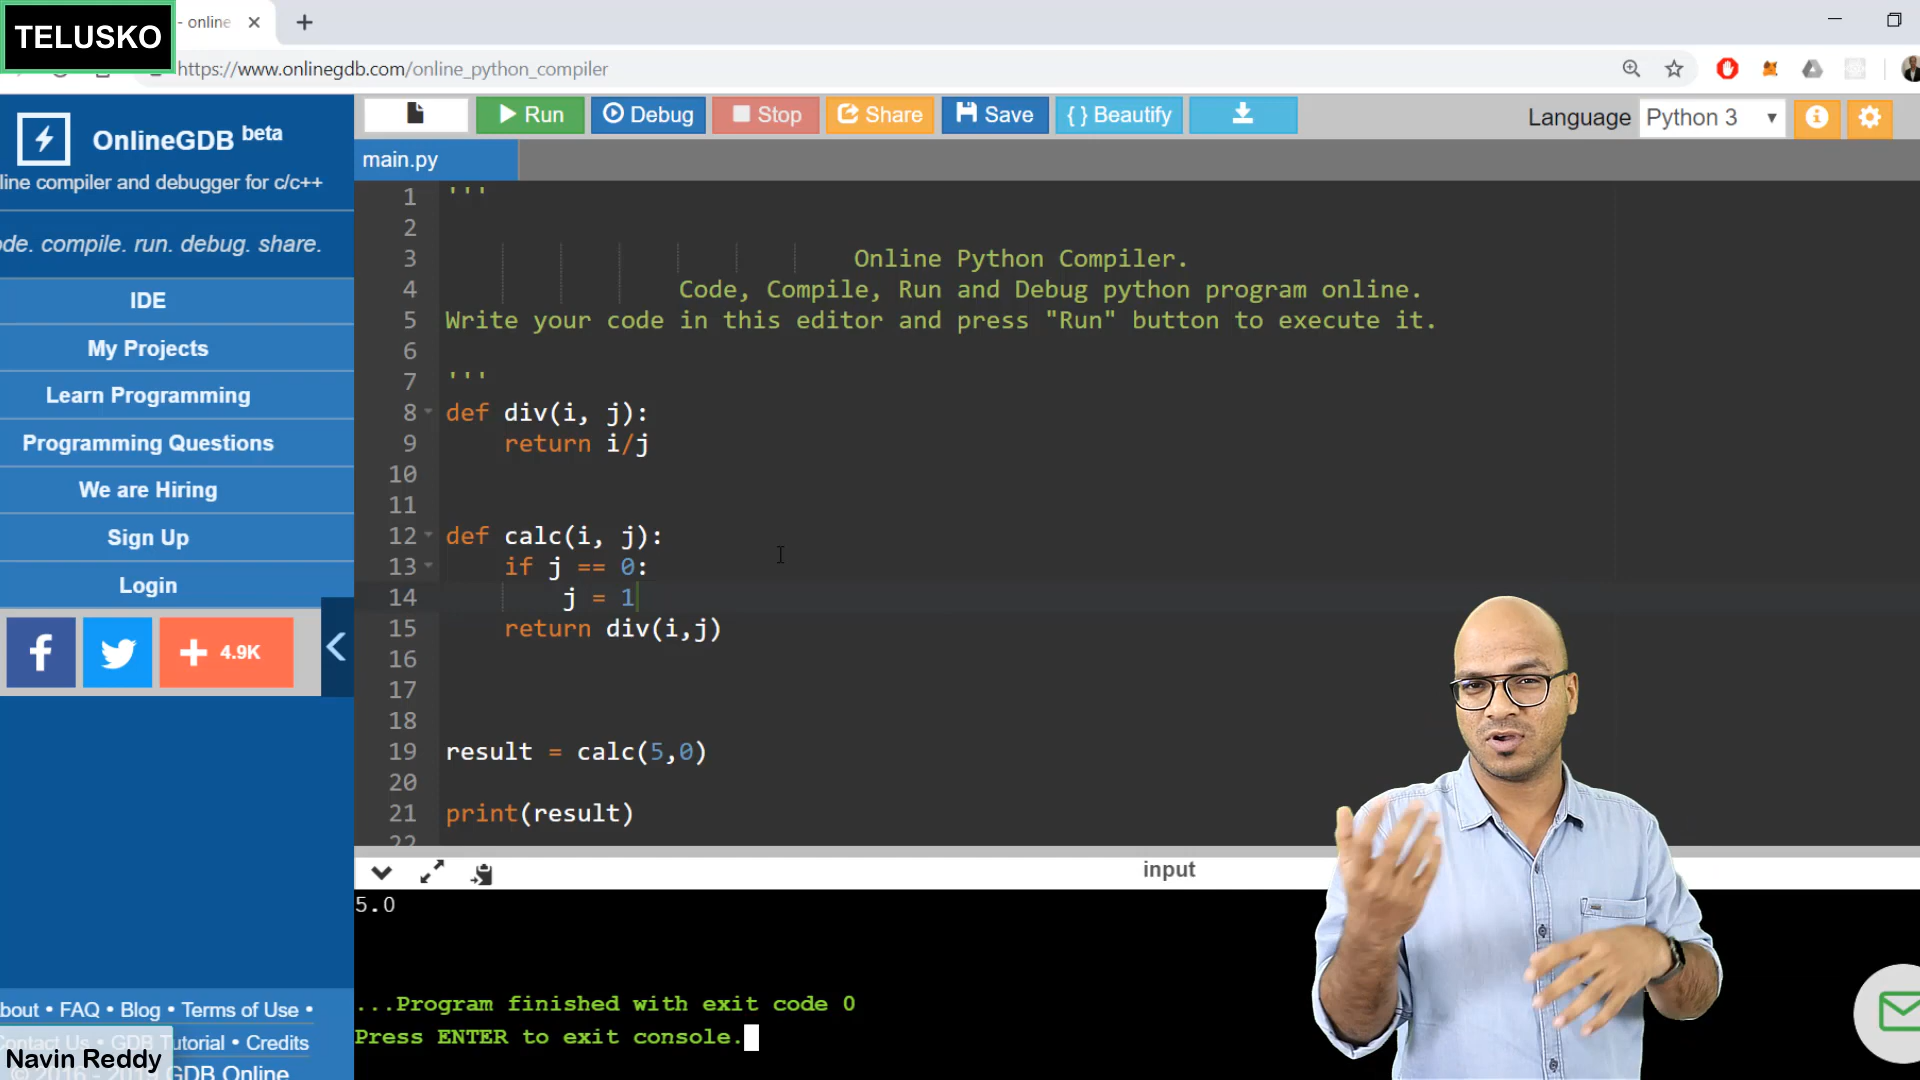 TELUSKO
- online
https://www.onlinegdb.com/online_python_compiler
OnlineGDB beta
line compiler and debugger for c/c++
ode. compile. run. debug. share.
IDE
My Projects
Learn Programming
Programming Questions
We are Hiring
Sign Up
Login
4.9K
bout • FAQ • Blog • Terms of Use •
Contact Us • GDB Tutorial • Credits
GDB Online
Navin Reddy
Run
Debug
Stop
Share
Save
{ } Beautify
Language Python 3
main.py
1 '''
2
3 Online Python Compiler.
4 Code, Compile, Run and Debug python program online.
5 Write your code in this editor and press "Run" button to execute it.
6
7 '''
8 def div(i, j):
9 return i/j
10
11
12 def calc(i, j):
13 if j == 0:
14 j = 1
15 return div(i,j)
16
17
18
19 result = calc(5,0)
20
21 print(result)
22
input
5.0
...Program finished with exit code 0
Press ENTER to exit console.